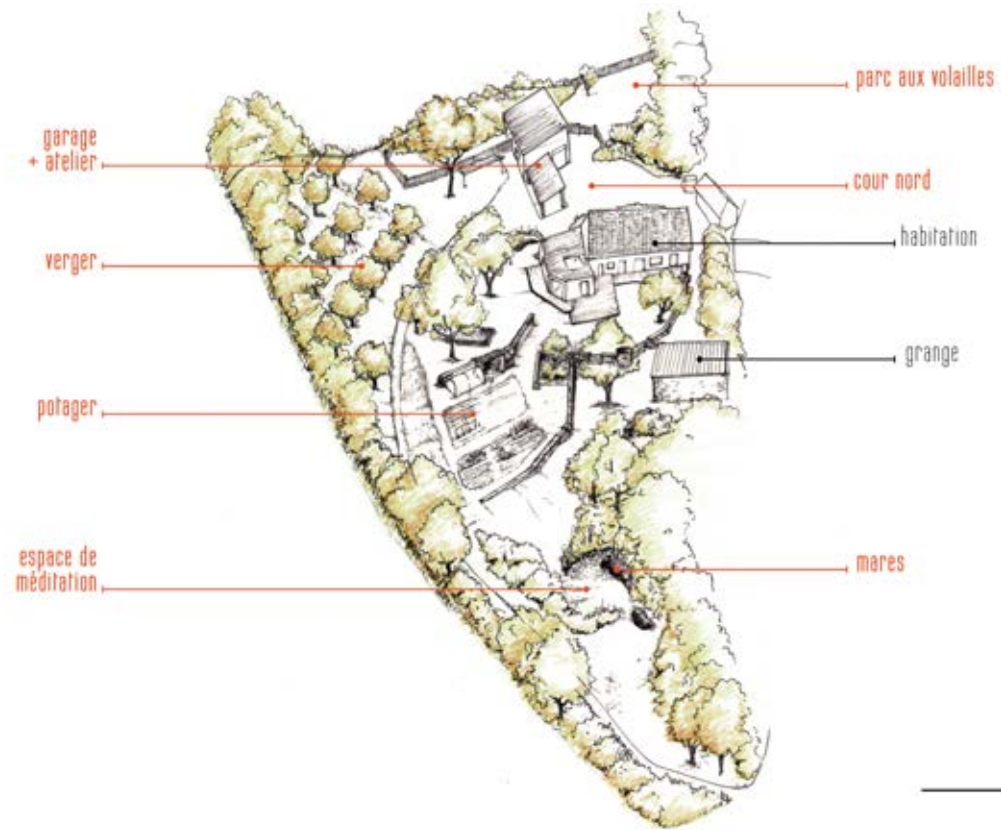 parc aux volailles
garage
+ atelier
cour nord
habitation
verger
grange
potager
espace de
méditation
mares